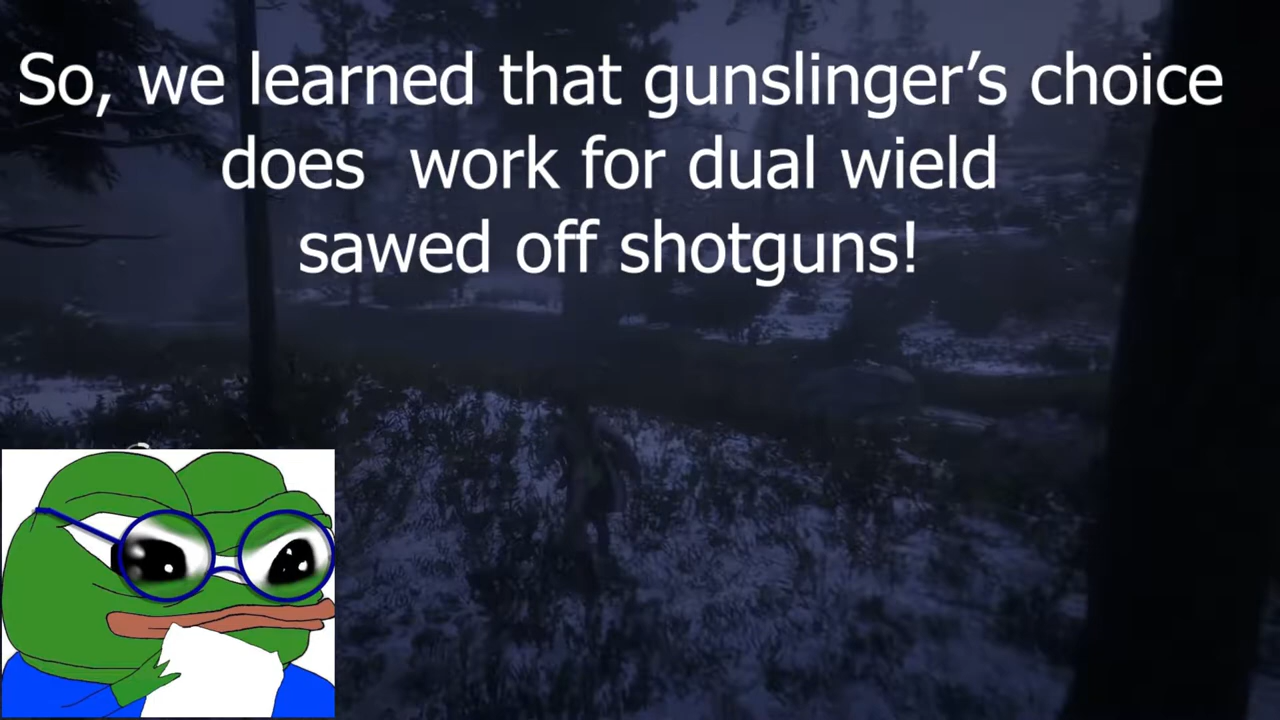 So, we learned that gunslinger’s choice
does  work for dual wield
sawed off shotguns!